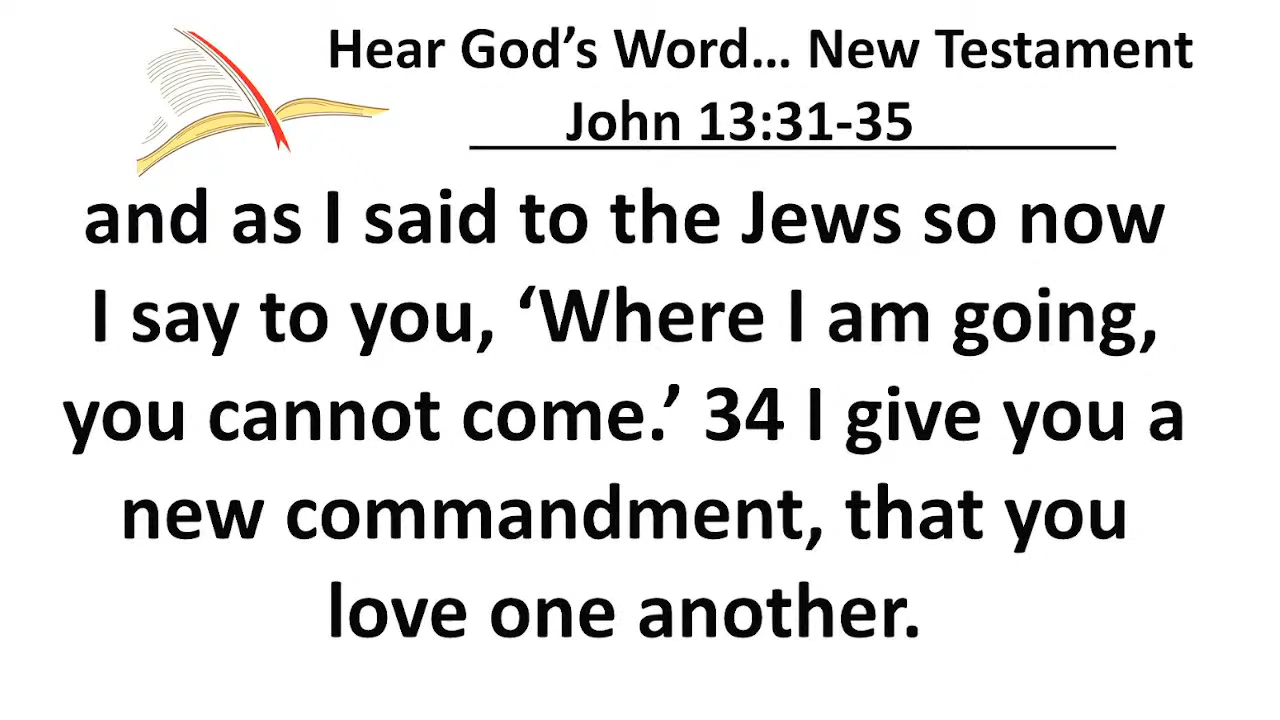 Hear God’s Word... New Testament
John 13:31-35
and as I said to the Jews so now
I say to you, ‘Where I am going,
you cannot come.’ 34 I give you a
new commandment, that you
love one another.